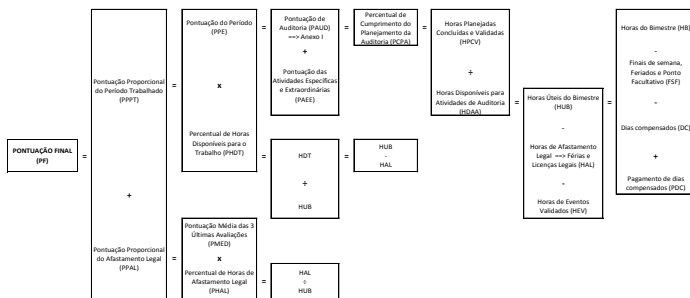 PONTUAÇÃO FINAL
(PF)
=
Pontuação Proporcional
do Período Trabalhado
(PPPT)
+
Pontuação Proporcional
do Afastamento Legal
(PPAL)
=
Pontuação do Período
(PPE)
x
Percentual de Horas
Disponíveis para o
Trabalho (PHDT)
=
Pontuação de
Auditoria (PAUD)
==> Anexo I
+
Pontuação das
Atividades Específicas
e Extraordinárias
(PAEE)
=
Percentual de
Cumprimento do
Planejamento da
Auditoria (PCPA)
=
Horas Planejadas
Concluídas e Validadas
(HPCV)
÷
Horas Disponíveis para
Atividades de Auditoria
(HDAA)
=
Horas Úteis do Bimestre
(HUB)
-
Horas de Afastamento
Legal ==> Férias e
Licenças Legais (HAL)
-
Horas de Eventos
Validados (HEV)
=
Horas do Bimestre (HB)
-
Finais de semana,
Feriados e Ponto
Facultativo (FSF)
-
Dias compensados (DC)
+
Pagamento de dias
compensados (PDC)
=
HDT
÷
HUB
=
HUB
-
HAL
=
Pontuação Média das 3
Últimas Avaliações
(PMED)
x
Percentual de Horas de
Afastamento Legal
(PHAL)
=
HAL
÷
HUB